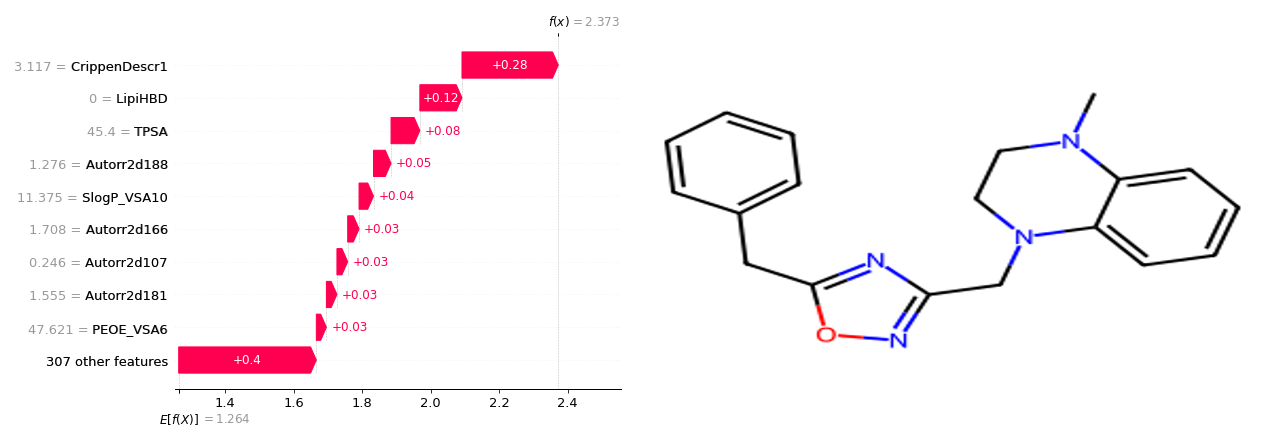 f(x) = 2.373
3.117 = CrippenDescr1 +0.28
0 = LipiHBD +0.12
45.4 = TPSA +0.08
1.276 = Autorr2d188 +0.05
11.375 = SlogP_VSA10 +0.04
1.708 = Autorr2d166 +0.03
0.246 = Autorr2d107 +0.03
1.555 = Autorr2d181 +0.03
47.621 = PEOE_VSA6 +0.03
307 other features +0.4
1.4 1.6 1.8 2.0 2.2 2.4
E[f(X)] = 1.264
N
N
N
O
N